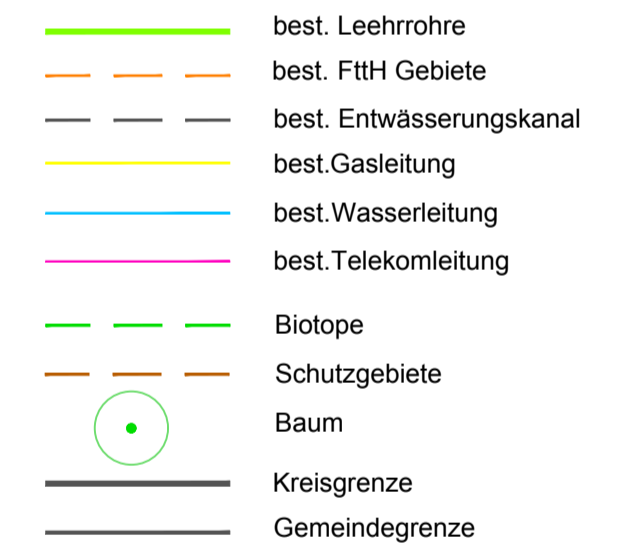 best. Leehrrohre
best. FttH Gebiete
best. Entwässerungskanal
best.Gasleitung
best.Wasserleitung
best.Telekomleitung
Biotope
Schutzgebiete
Baum
Kreisgrenze
Gemeindegrenze